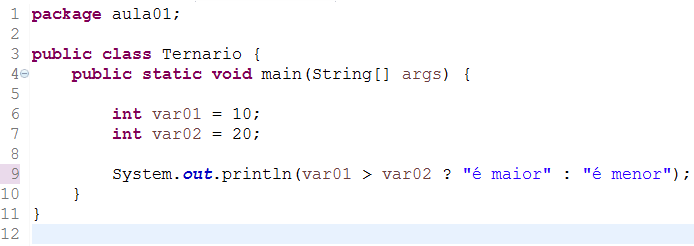 1 package aula01;
2
3 public class Ternario {
4 public static void main(String[] args) {
5
6 int var01 = 10;
7 int var02 = 20;
8
9 System.out.println(var01 > var02 ? "é maior" : "é menor");
10 }
11 }
12